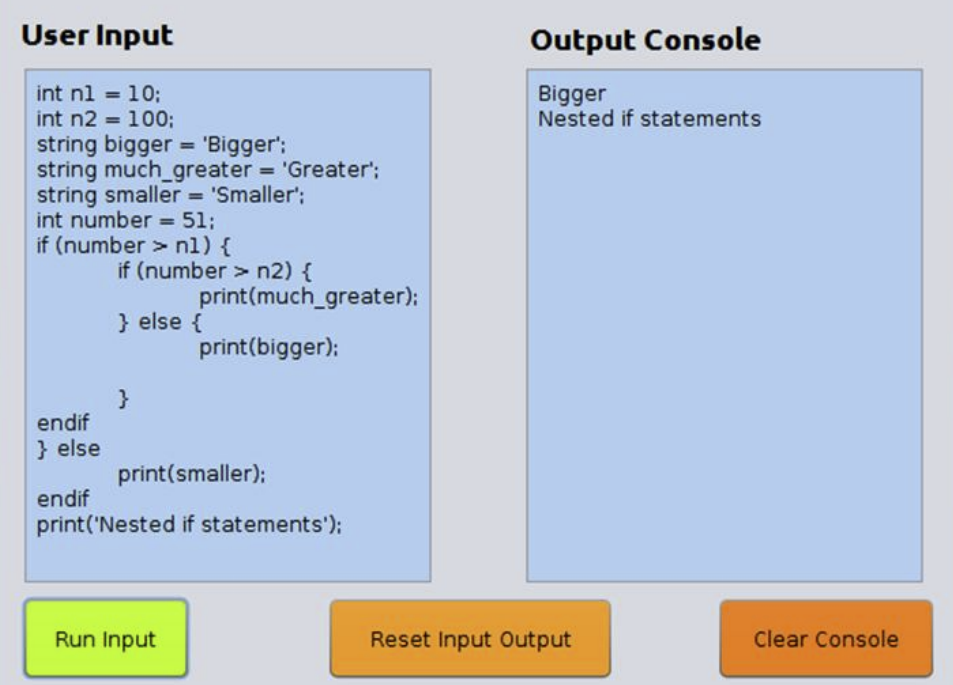 User Input
int n1 = 10;
int n2 = 100;
string bigger = 'Bigger';
string much_greater = 'Greater';
string smaller = 'Smaller';
int number = 51;
if (number > n1) {
if (number > n2) {
print(much_greater);
} else {
print(bigger);
}
endif
} else
print(smaller);
endif
print('Nested if statements');
Output Console
Bigger
Nested if statements
Run Input
Reset Input Output
Clear Console